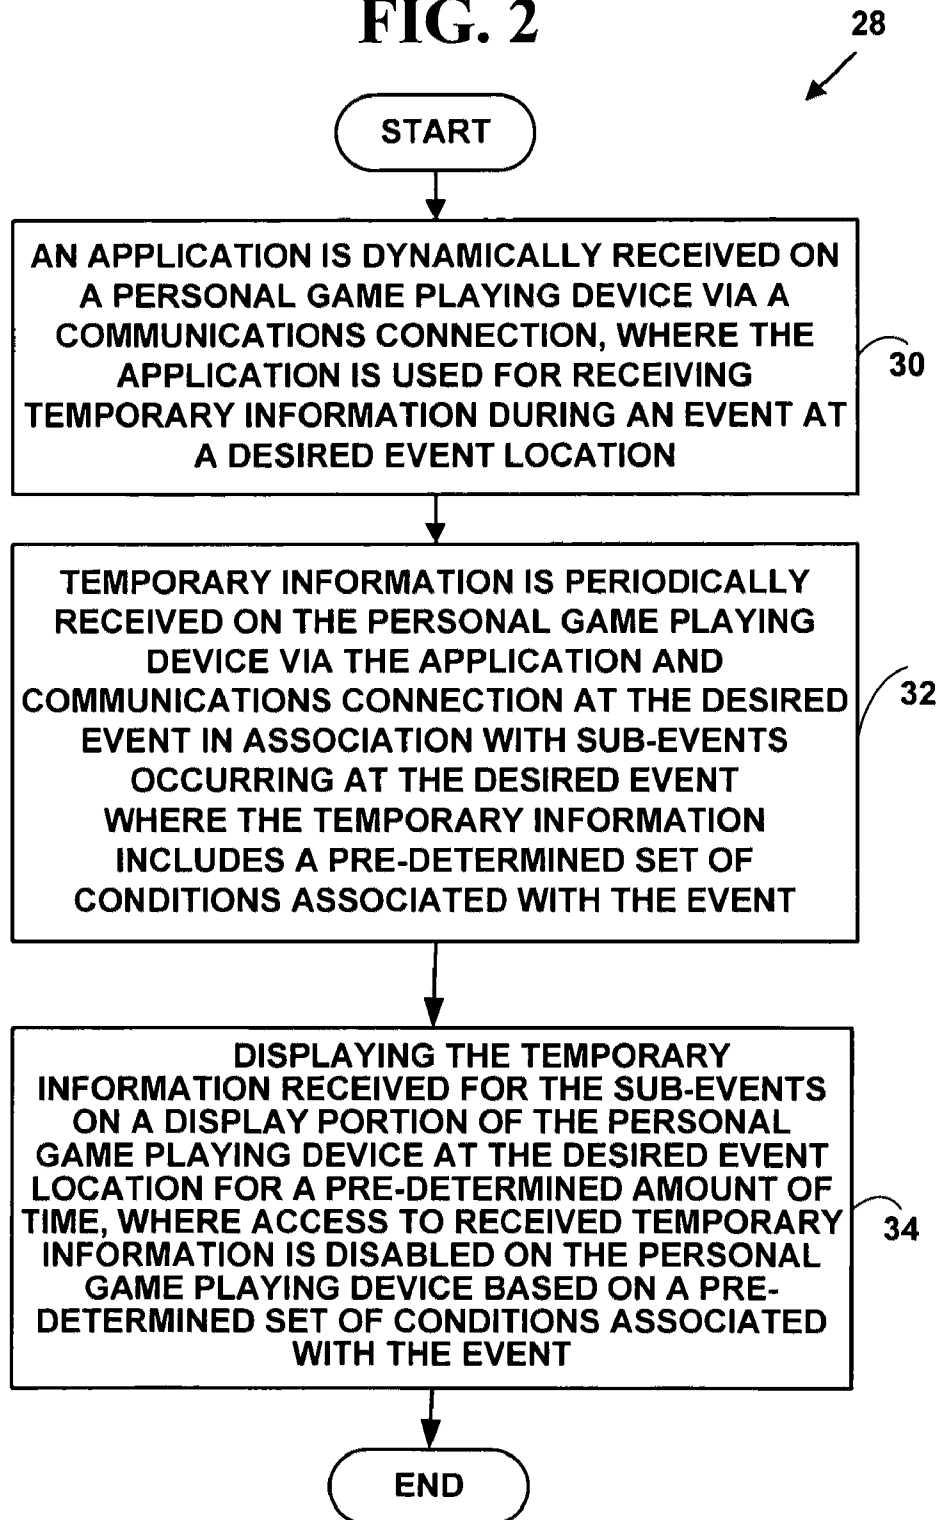 FIG. 2
28
START
AN APPLICATION IS DYNAMICALLY RECEIVED ON
A PERSONAL GAME PLAYING DEVICE VIA A
COMMUNICATIONS CONNECTION, WHERE THE
APPLICATION IS USED FOR RECEIVING
TEMPORARY INFORMATION DURING AN EVENT AT
A DESIRED EVENT LOCATION
30
TEMPORARY INFORMATION IS PERIODICALLY
RECEIVED ON THE PERSONAL GAME PLAYING
DEVICE VIA THE APPLICATION AND
COMMUNICATIONS CONNECTION AT THE DESIRED
EVENT IN ASSOCIATION WITH SUB-EVENTS
OCCURRING AT THE DESIRED EVENT
WHERE THE TEMPORARY INFORMATION
INCLUDES A PRE-DETERMINED SET OF
CONDITIONS ASSOCIATED WITH THE EVENT
32
DISPLAYING THE TEMPORARY
INFORMATION RECEIVED FOR THE SUB-EVENTS
ON A DISPLAY PORTION OF THE PERSONAL
GAME PLAYING DEVICE AT THE DESIRED EVENT
LOCATION FOR A PRE-DETERMINED AMOUNT OF
TIME, WHERE ACCESS TO RECEIVED TEMPORARY
INFORMATION IS DISABLED ON THE PERSONAL
GAME PLAYING DEVICE BASED ON A PRE-
DETERMINED SET OF CONDITIONS ASSOCIATED
WITH THE EVENT
34
END